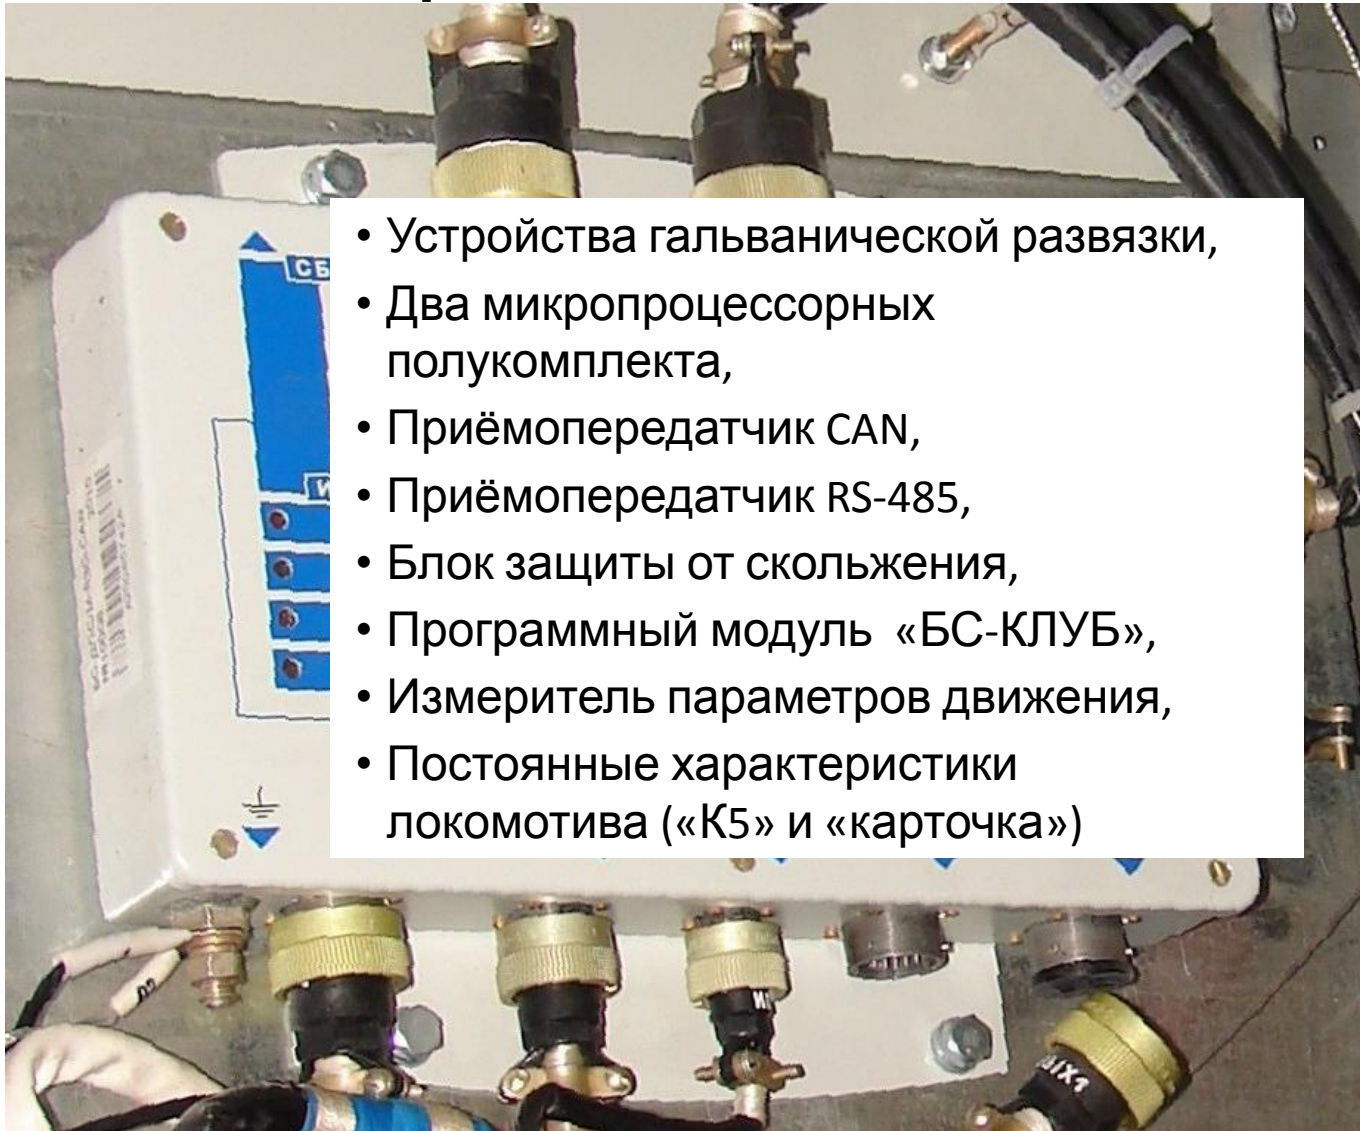 • Устройства гальванической развязки,
• Два микропроцессорных
полукомплекта,
• Приёмопередатчик CAN,
• Приёмопередатчик RS-485,
• Блок защиты от скольжения,
• Программный модуль «БС-КЛУБ»,
• Измеритель параметров движения,
• Постоянные характеристики
локомотива («К5» и «карточка»)
СБ
И